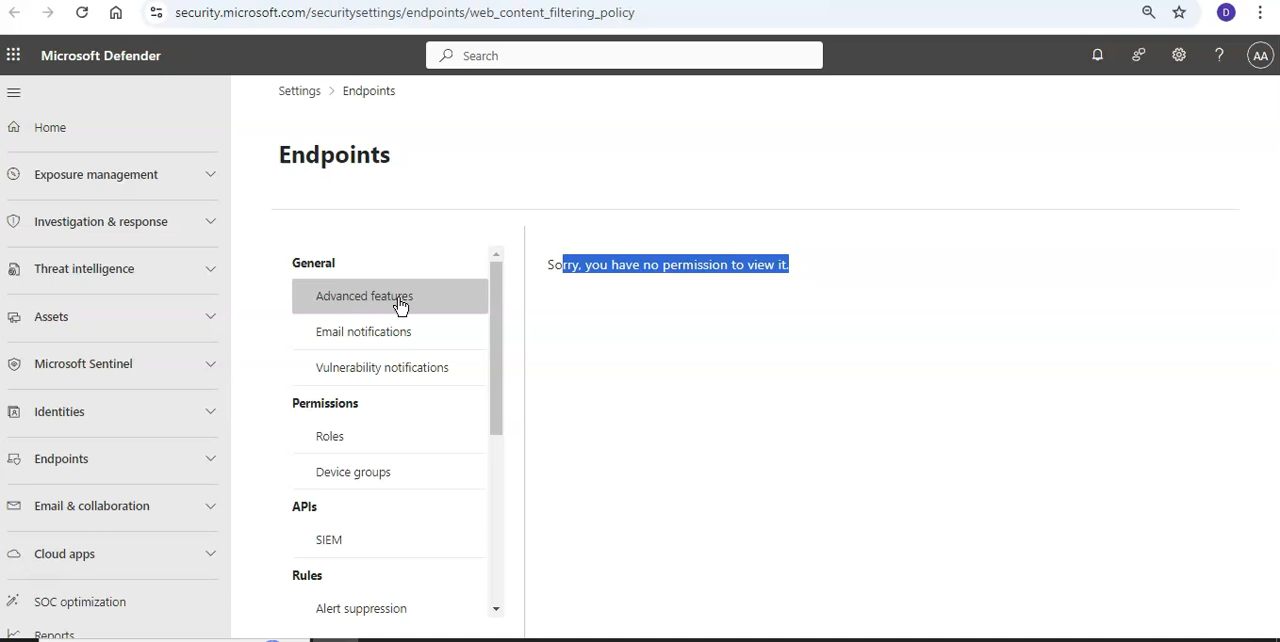 security.microsoft.com/securitysettings/endpoints/web_content_filtering_policy
D
Microsoft Defender
Search
AA
Settings > Endpoints
Home
Exposure management
Investigation & response
Threat intelligence
Assets
Microsoft Sentinel
Identities
Endpoints
Email & collaboration
Cloud apps
SOC optimization
Reports
Endpoints
General
Advanced features
Email notifications
Vulnerability notifications
Permissions
Roles
Device groups
APIs
SIEM
Rules
Alert suppression
Sorry, you have no permission to view it.